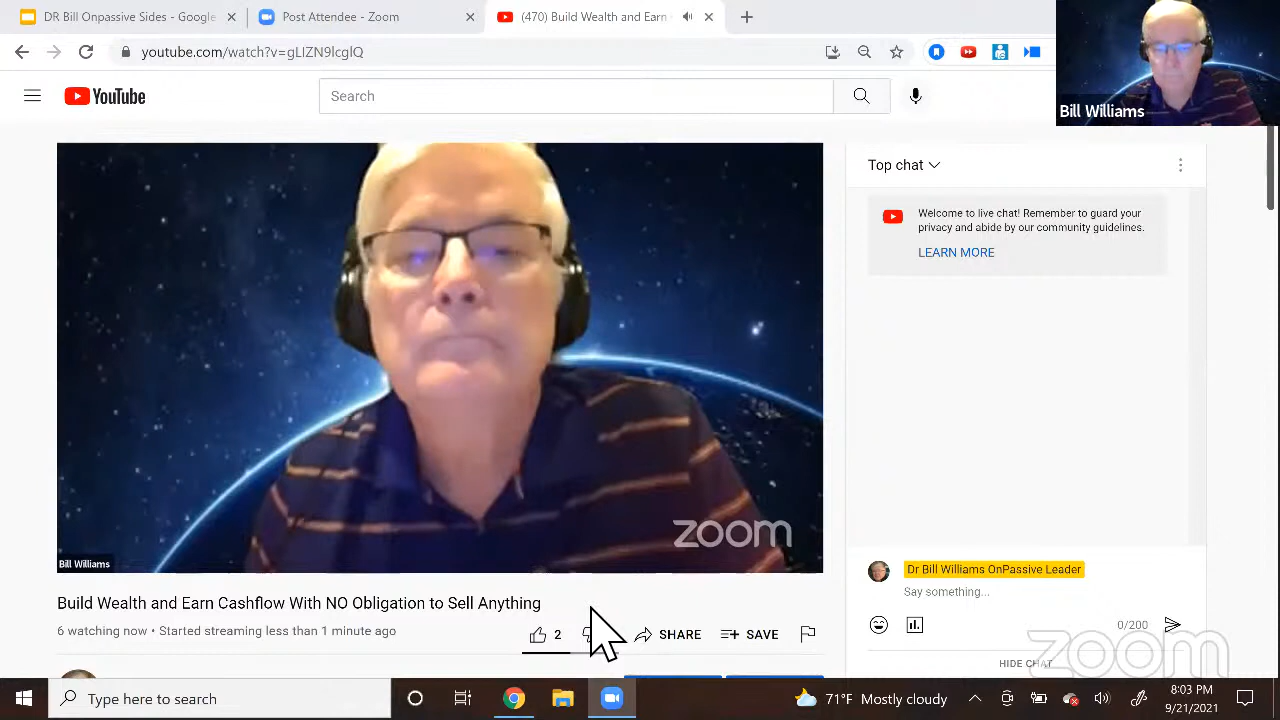 DR Bill Onpassive Sides - Google
Post Attendee - Zoom
(470) Build Wealth and Earn
youtube.com/watch?v=gLIZN9lcglQ
YouTube
Search
Bill Williams
Top chat
Welcome to live chat! Remember to guard your
privacy and abide by our community guidelines.
LEARN MORE
zoom
Bill Williams
Build Wealth and Earn Cashflow With NO Obligation to Sell Anything
6 watching now • Started streaming less than 1 minute ago
2
SHARE
SAVE
Dr Bill Williams OnPassive Leader
Say something...
0/200
HIDE CHAT
zoom
Type here to search
71°F Mostly cloudy
8:03 PM
9/21/2021